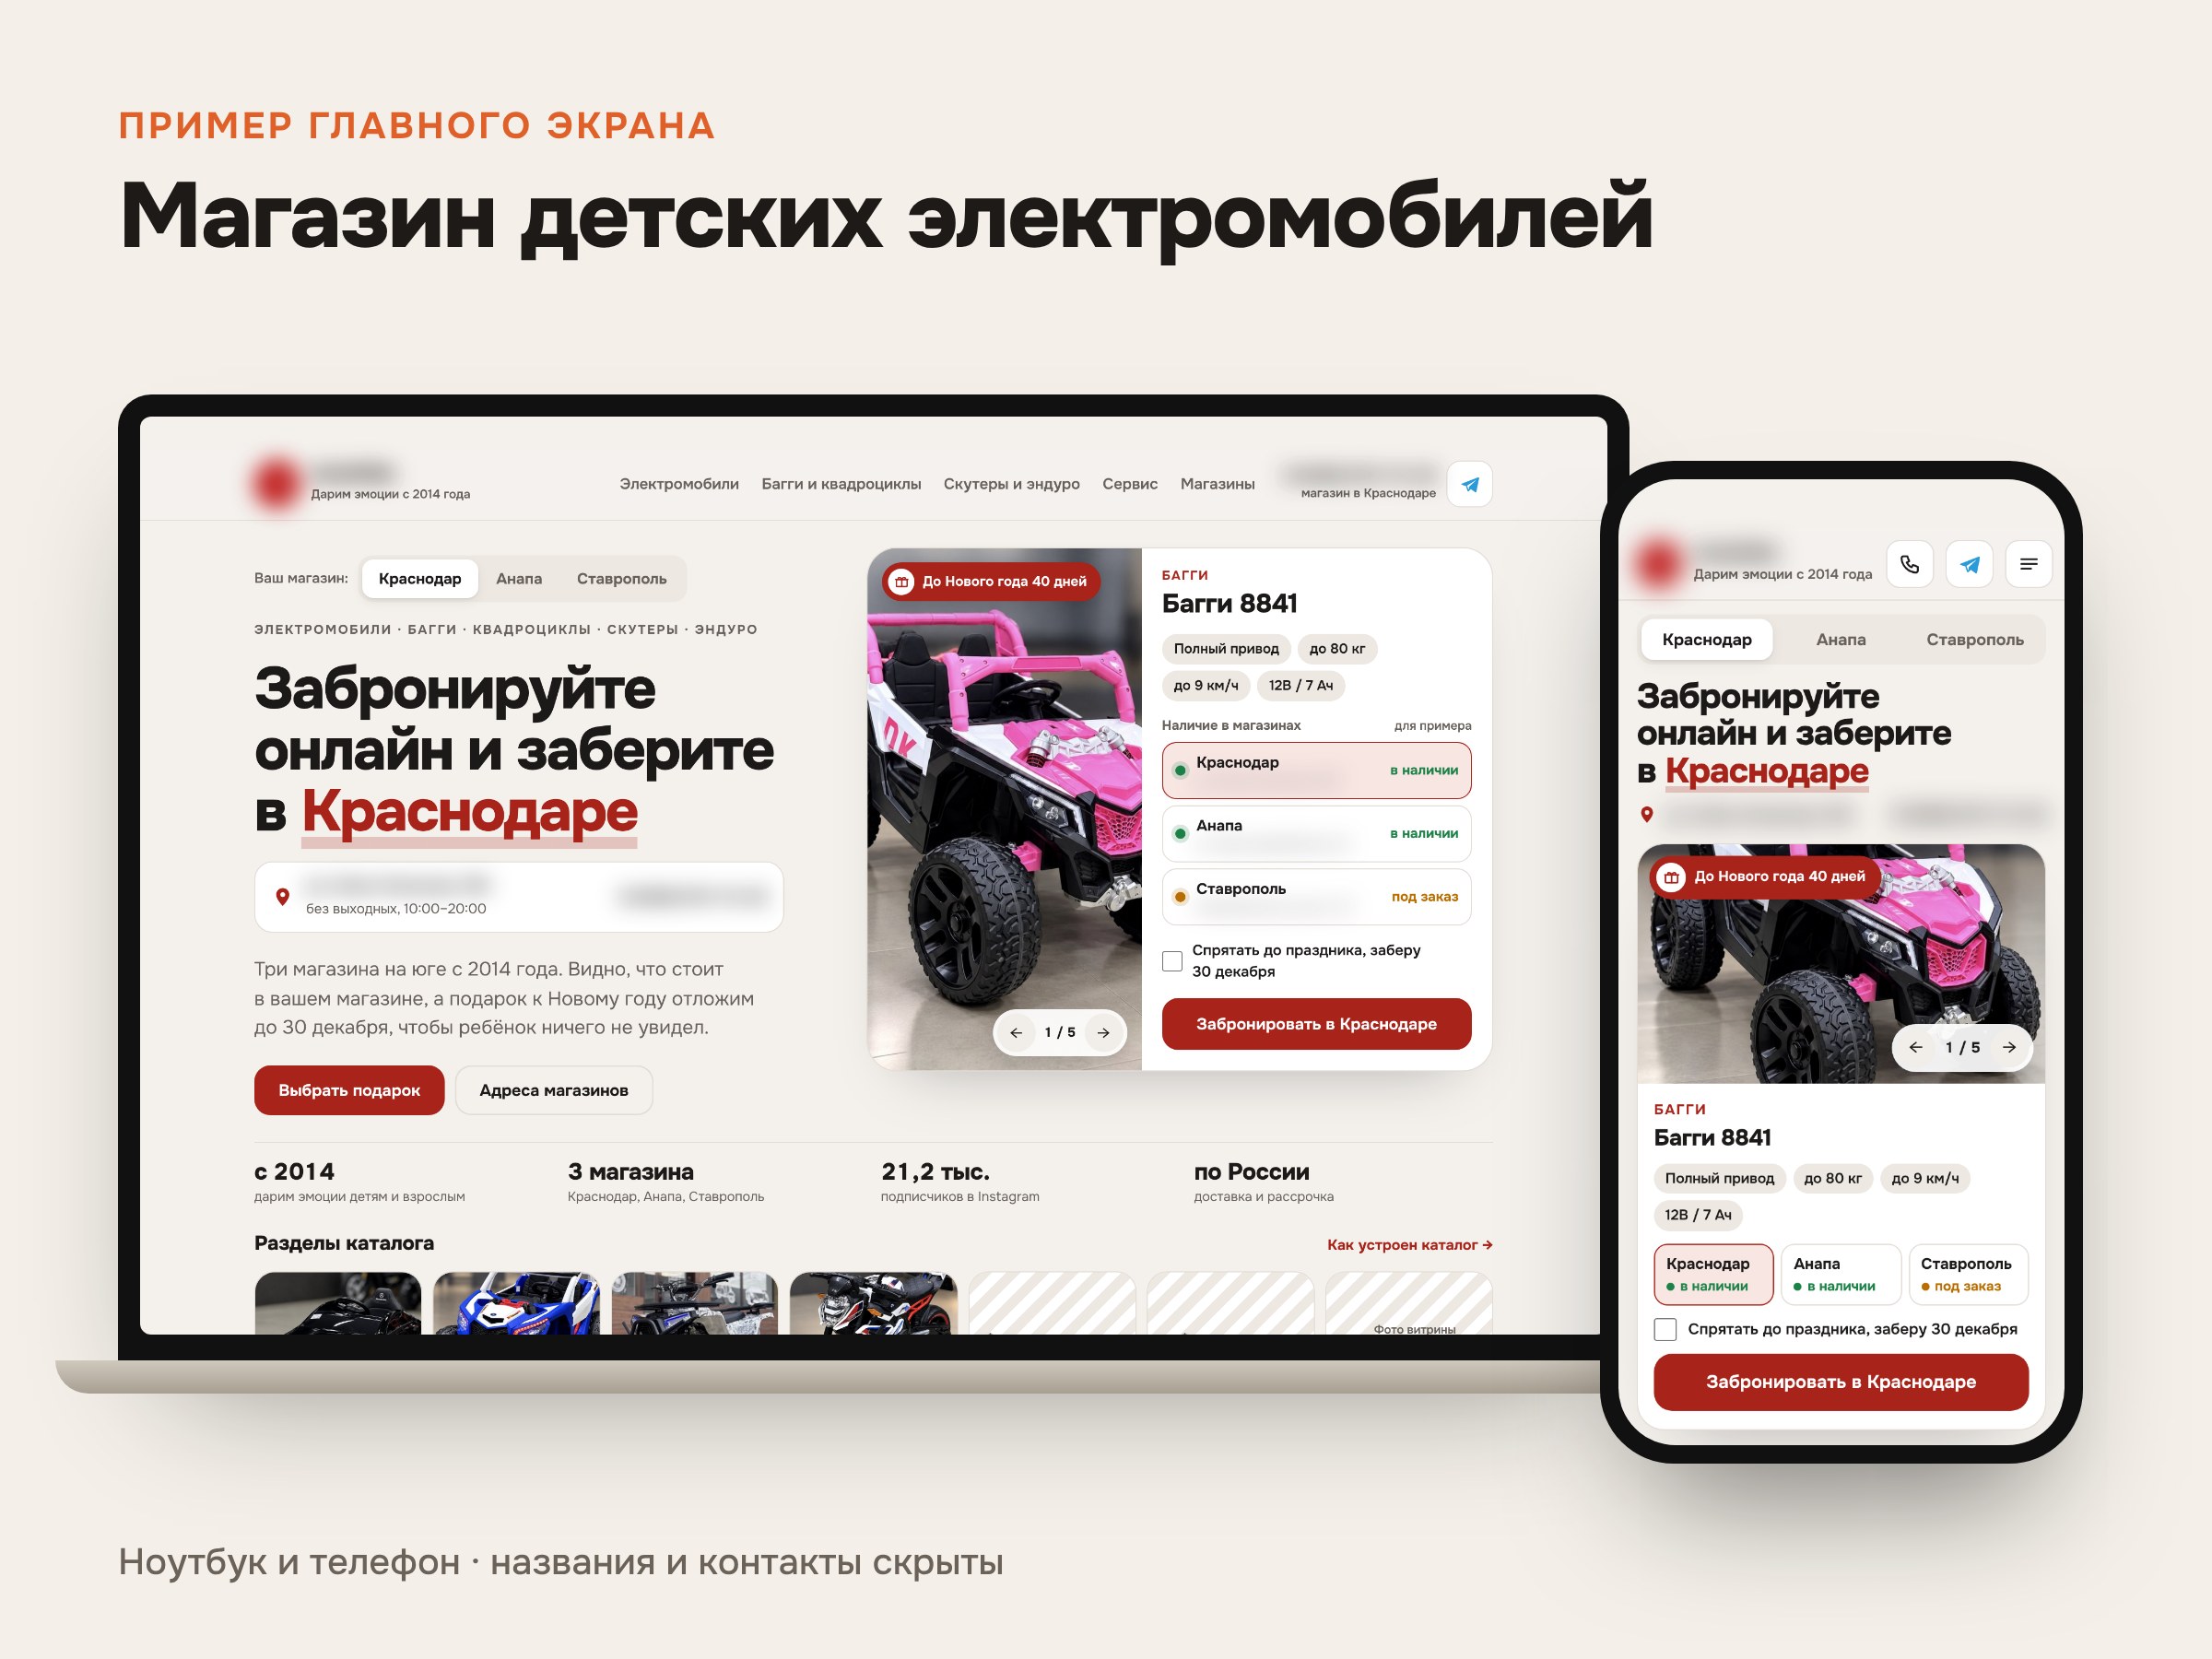 ПРИМЕР ГЛАВНОГО ЭКРАНА
Магазин детских электромобилей
Дарим эмоции с 2014 года
Электромобили
Багги и квадроциклы
Скутеры и эндуро
Сервис
Магазины
магазин в Краснодаре
Ваш магазин:
Краснодар
Анапа
Ставрополь
ЭЛЕКТРОМОБИЛИ · БАГГИ · КВАДРОЦИКЛЫ · СКУТЕРЫ · ЭНДУРО
Забронируйте
онлайн и заберите
в Краснодаре
без выходных, 10:00–20:00
Три магазина на юге с 2014 года. Видно, что стоит
в вашем магазине, а подарок к Новому году отложим
до 30 декабря, чтобы ребёнок ничего не увидел.
Выбрать подарок
Адреса магазинов
До Нового года 40 дней
1 / 5
БАГГИ
Багги 8841
Полный привод
до 80 кг
до 9 км/ч
12В / 7 Ач
Наличие в магазинах
для примера
Краснодар
в наличии
Анапа
в наличии
Ставрополь
под заказ
Спрятать до праздника, заберу
30 декабря
Забронировать в Краснодаре
с 2014
дарим эмоции детям и взрослым
3 магазина
Краснодар, Анапа, Ставрополь
21,2 тыс.
подписчиков в Instagram
по России
доставка и рассрочка
Разделы каталога
Как устроен каталог →
Фото витрины
Дарим эмоции с 2014 года
Краснодар
Анапа
Ставрополь
Забронируйте
онлайн и заберите
в Краснодаре
До Нового года 40 дней
1 / 5
БАГГИ
Багги 8841
Полный привод
до 80 кг
до 9 км/ч
12В / 7 Ач
Краснодар
в наличии
Анапа
в наличии
Ставрополь
под заказ
Спрятать до праздника, заберу 30 декабря
Забронировать в Краснодаре
Ноутбук и телефон · названия и контакты скрыты